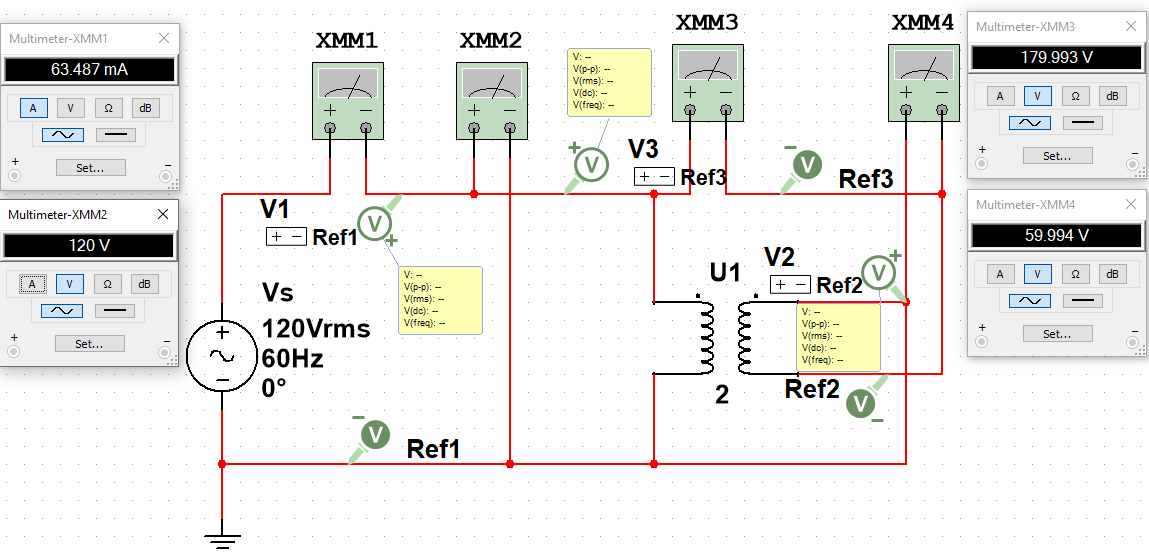 Multimeter-XMM1
63.487 mA
A V Ω dB
+ Set... −
Multimeter-XMM2
120 V
A V Ω dB
+ Set... −
XMM1
+ −
XMM2
+ −
XMM3
+ −
XMM4
+ −
V: --
V(p-p): --
V(rms): --
V(dc): --
V(freq): --
+
V
V3
+ − Ref3
−
V
Ref3
V1
+ − Ref1
V
+
V: --
V(p-p): --
V(rms): --
V(dc): --
V(freq): --
Vs
120Vrms
60Hz
0°
+
−
U1
2
V2
+ − Ref2
V
+
V: --
V(p-p): --
V(rms): --
V(dc): --
V(freq): --
Ref2
V
−
−
V
Ref1
Multimeter-XMM3
179.993 V
A V Ω dB
+ Set... −
Multimeter-XMM4
59.994 V
A V Ω dB
+ Set... −